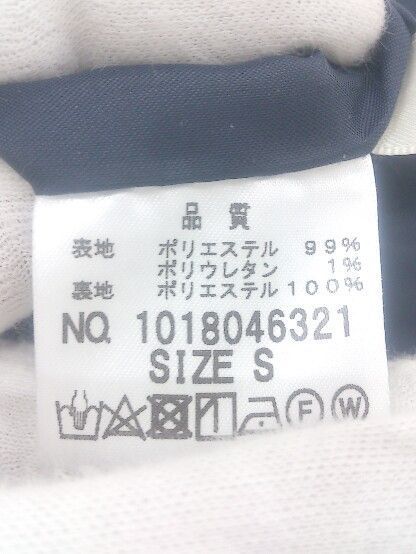 品質
表地 ポリエステル 99%
ポリウレタン 1%
裏地 ポリエステル 100%
NO. 1018046321
SIZE S
F W